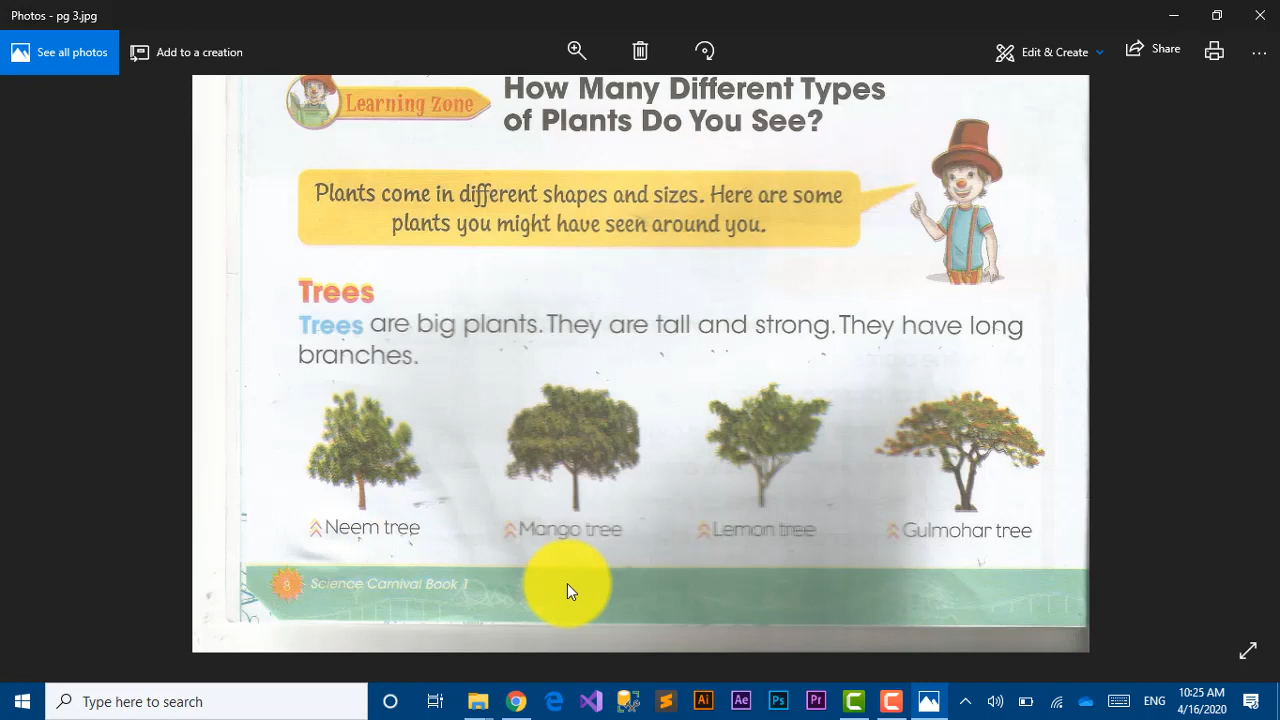 Photos - pg 3.jpg
See all photos
Add to a creation
Edit & Create
Share
Learning Zone
How Many Different Types
of Plants Do You See?
Plants come in different shapes and sizes. Here are some
plants you might have seen around you.
Trees
Trees are big plants. They are tall and strong. They have long
branches.
Neem tree
Mango tree
Lemon tree
Gulmohar tree
8 Science Carnival Book 1
Type here to search
Ai
Ae
Ps
Pr
ENG
10:25 AM
4/16/2020